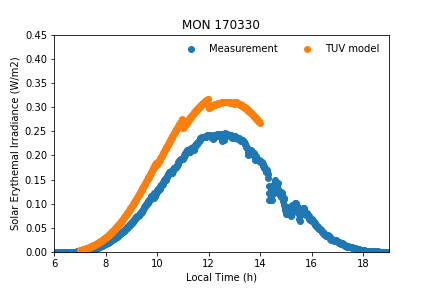 MON 170330
Measurement
TUV model
Solar Erythemal Irradiance (W/m2)
0.45
0.40
0.35
0.30
0.25
0.20
0.15
0.10
0.05
0.00
6 8 10 12 14 16 18
Local Time (h)